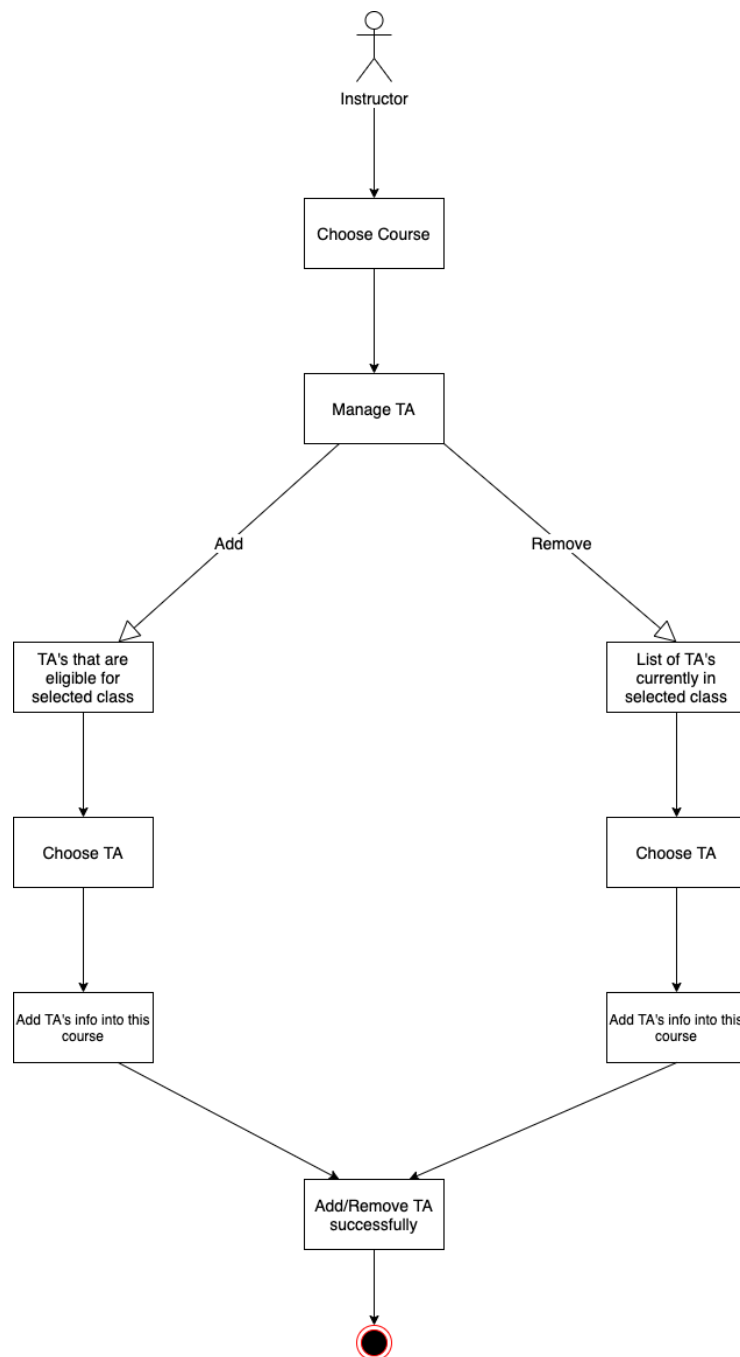 Instructor
Choose Course
Manage TA
Add
Remove
TA's that are
eligible for
selected class
List of TA's
currently in
selected class
Choose TA
Choose TA
Add TA's info into this
course
Add TA's info into this
course
Add/Remove TA
successfully